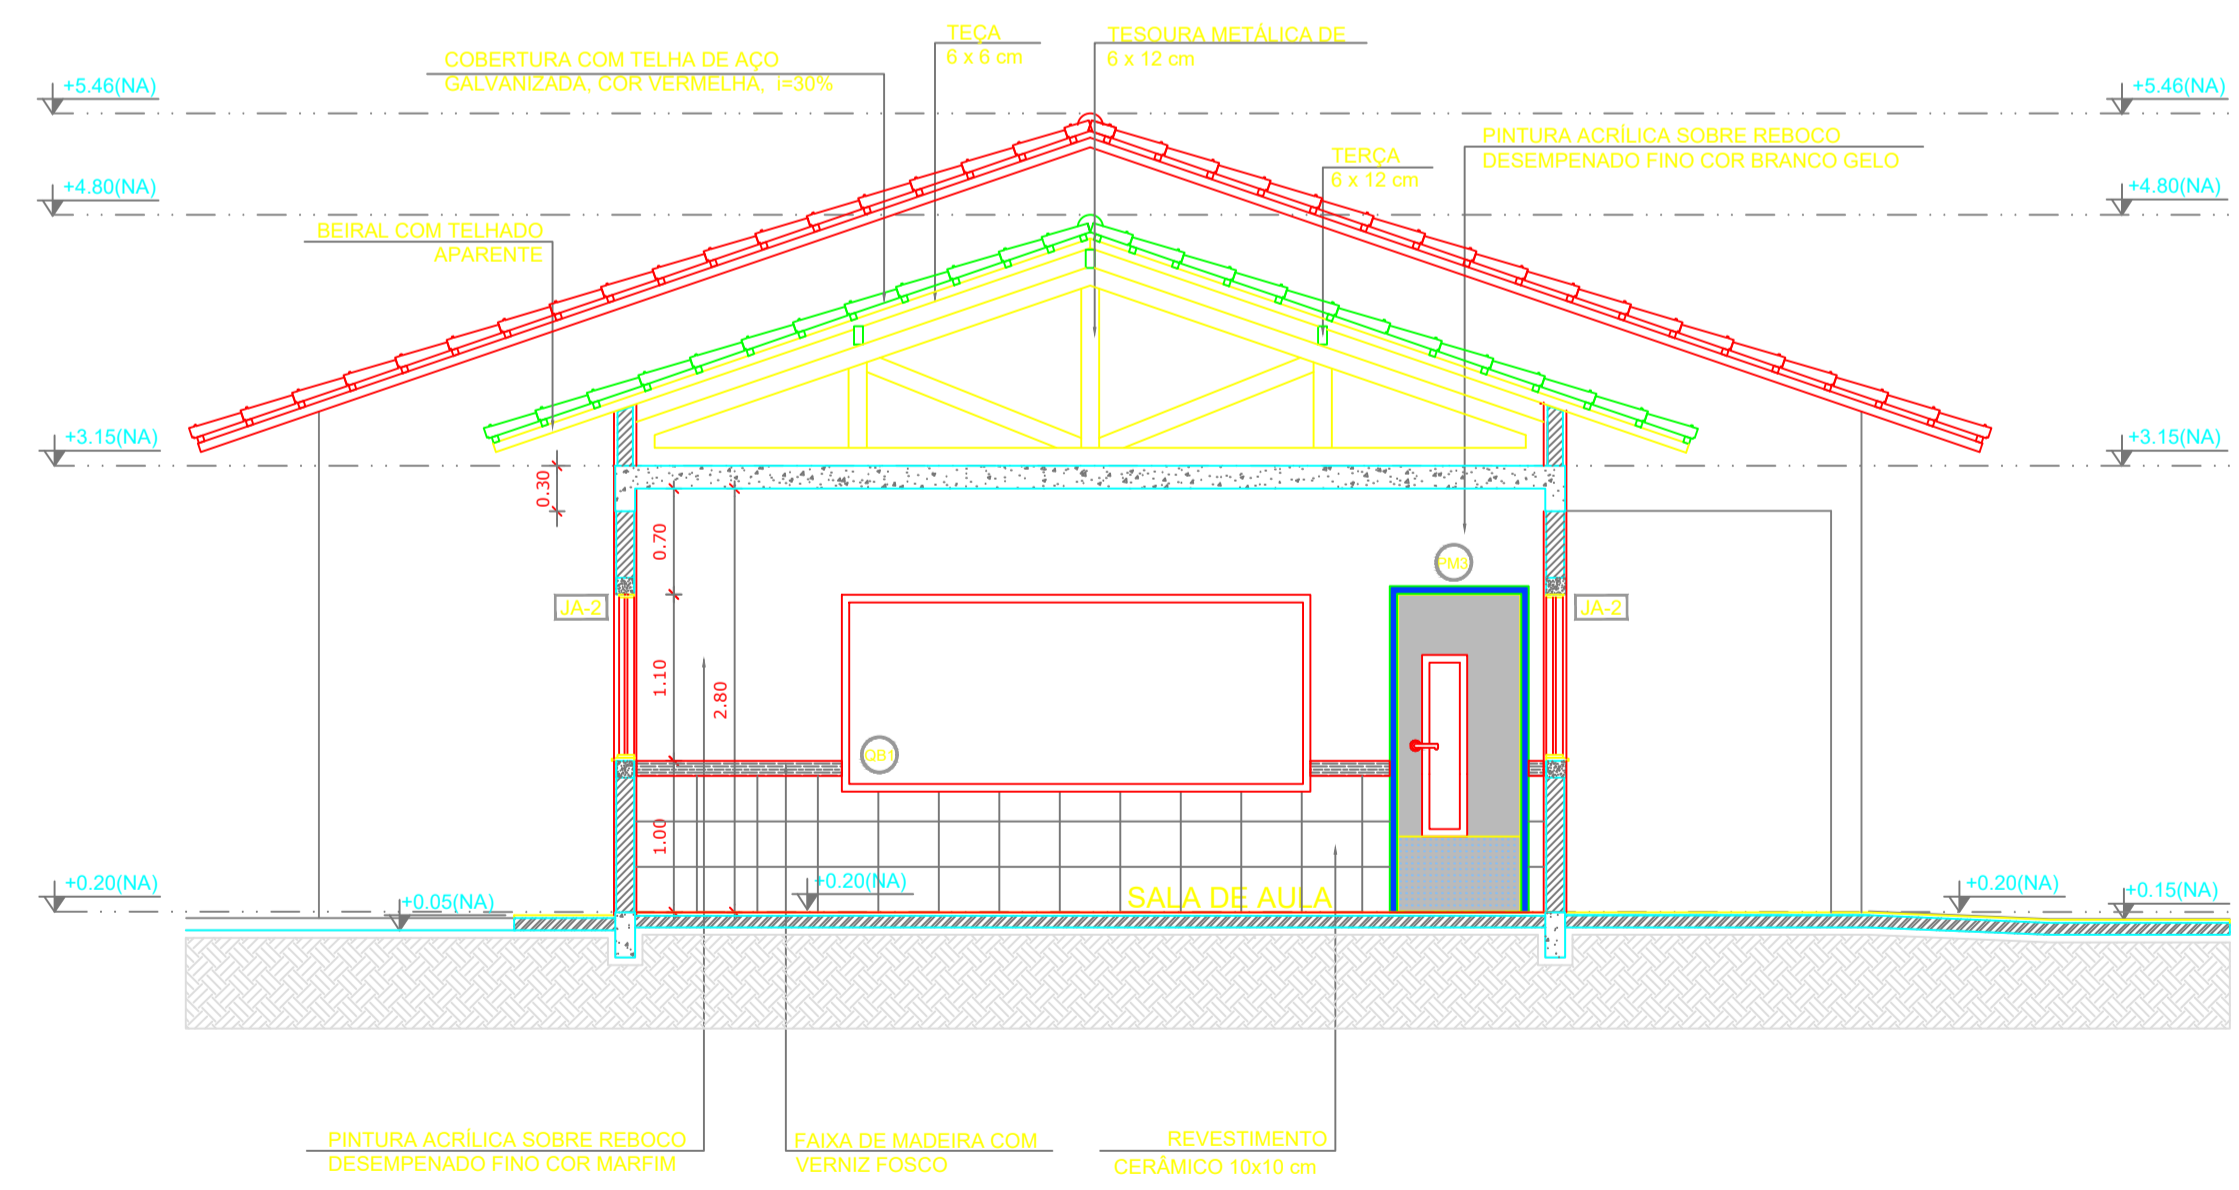 TEÇA
6 x 6 cm
TESOURA METÁLICA DE
6 x 12 cm
COBERTURA COM TELHA DE AÇO
GALVANIZADA, COR VERMELHA, i=30%
+5.46(NA)
+5.46(NA)
PINTURA ACRÍLICA SOBRE REBOCO
DESEMPENADO FINO COR BRANCO GELO
TERÇA
6 x 12 cm
+4.80(NA)
+4.80(NA)
BEIRAL COM TELHADO
APARENTE
+3.15(NA)
+3.15(NA)
0.30
0.70
PM3
JA-2
JA-2
1.10
2.80
QB1
1.00
+0.20(NA)
+0.05(NA)
+0.20(NA)
SALA DE AULA
+0.20(NA)
+0.15(NA)
PINTURA ACRÍLICA SOBRE REBOCO
DESEMPENADO FINO COR MARFIM
FAIXA DE MADEIRA COM
VERNIZ FOSCO
REVESTIMENTO
CERÂMICO 10x10 cm